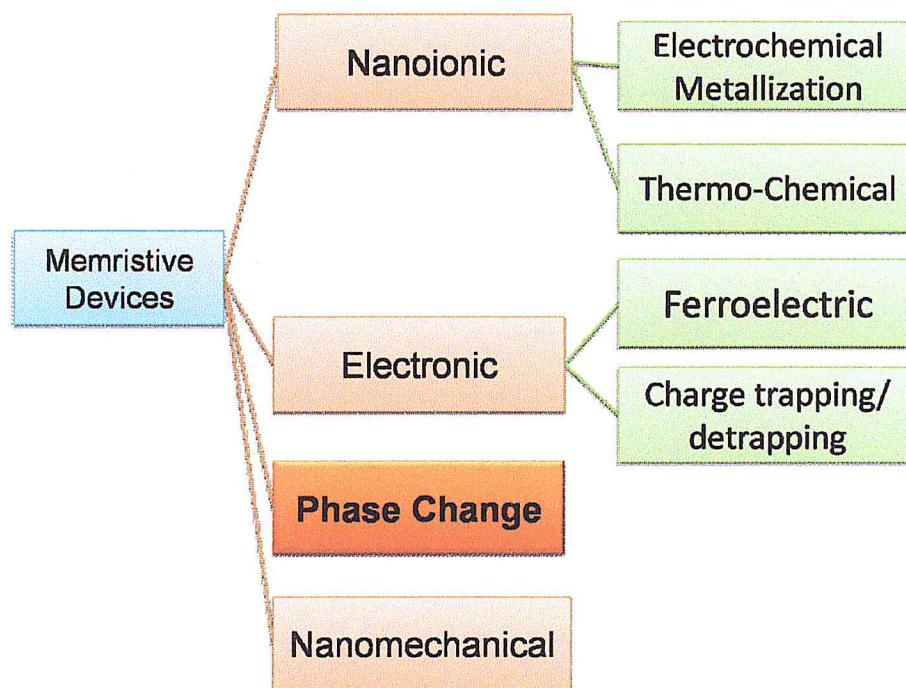 Nanoionic
Electrochemical
Metallization
Thermo-Chemical
Memristive
Devices
Electronic
Ferroelectric
Charge trapping/
detrapping
Phase Change
Nanomechanical